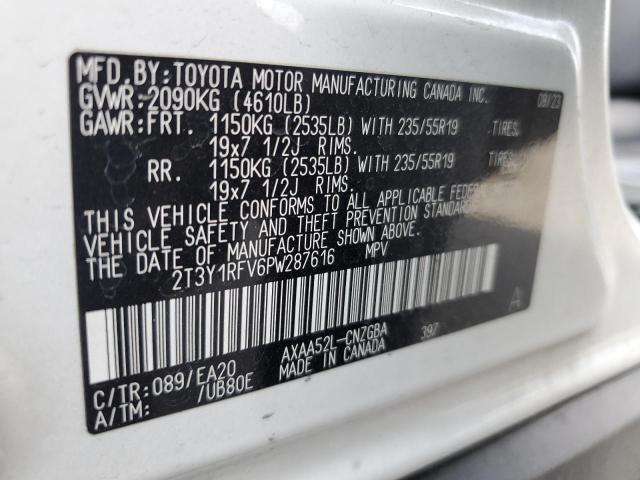 MFD. BY: TOYOTA MOTOR MANUFACTURING CANADA INC. 08/23
GVWR: 2090KG (4610LB)
GAWR: FRT. 1150KG (2535LB) WITH 235/55R19 TIRES,
19x7 1/2J RIMS.
RR. 1150KG (2535LB) WITH 235/55R19 TIRES,
19x7 1/2J RIMS.
THIS VEHICLE CONFORMS TO ALL APPLICABLE FEDERAL
VEHICLE SAFETY AND THEFT PREVENTION STANDARDS
THE DATE OF MANUFACTURE SHOWN ABOVE.
2T3Y1RFV6PW287616 MPV
A
AXAA52L-CNZGBA 397
MADE IN CANADA
C/TR: 089/EA20
A/TM: /UB80E